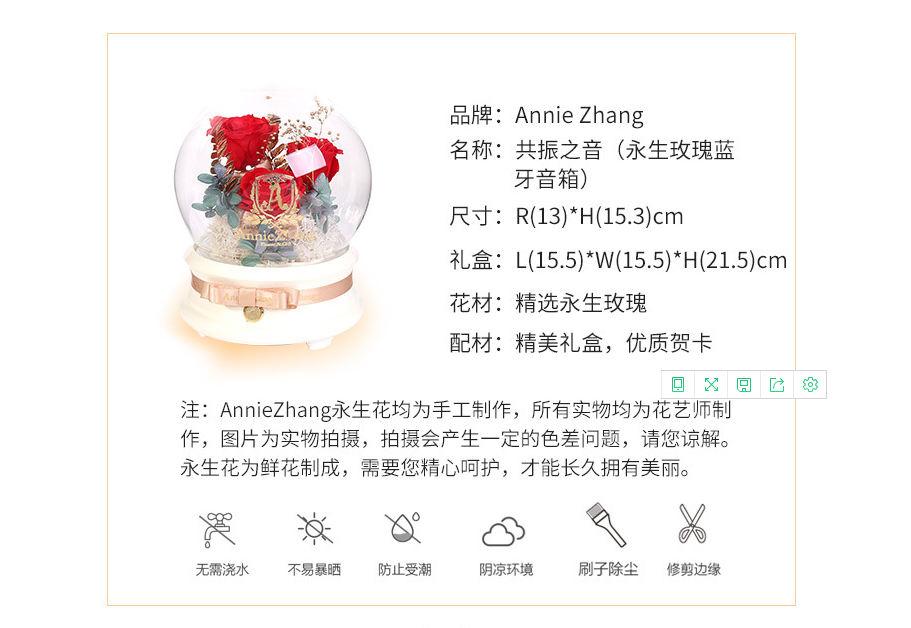 品牌：Annie Zhang
名称：共振之音（永生玫瑰蓝
牙音箱）
尺寸：R(13)*H(15.3)cm
礼盒：L(15.5)*W(15.5)*H(21.5)cm
花材：精选永生玫瑰
配材：精美礼盒，优质贺卡
A
Annie Zhang
注：AnnieZhang永生花均为手工制作，所有实物均为花艺师制
作，图片为实物拍摄，拍摄会产生一定的色差问题，请您谅解。
永生花为鲜花制成，需要您精心呵护，才能长久拥有美丽。
无需浇水 不易暴晒 防止受潮 阴凉环境 刷子除尘 修剪边缘